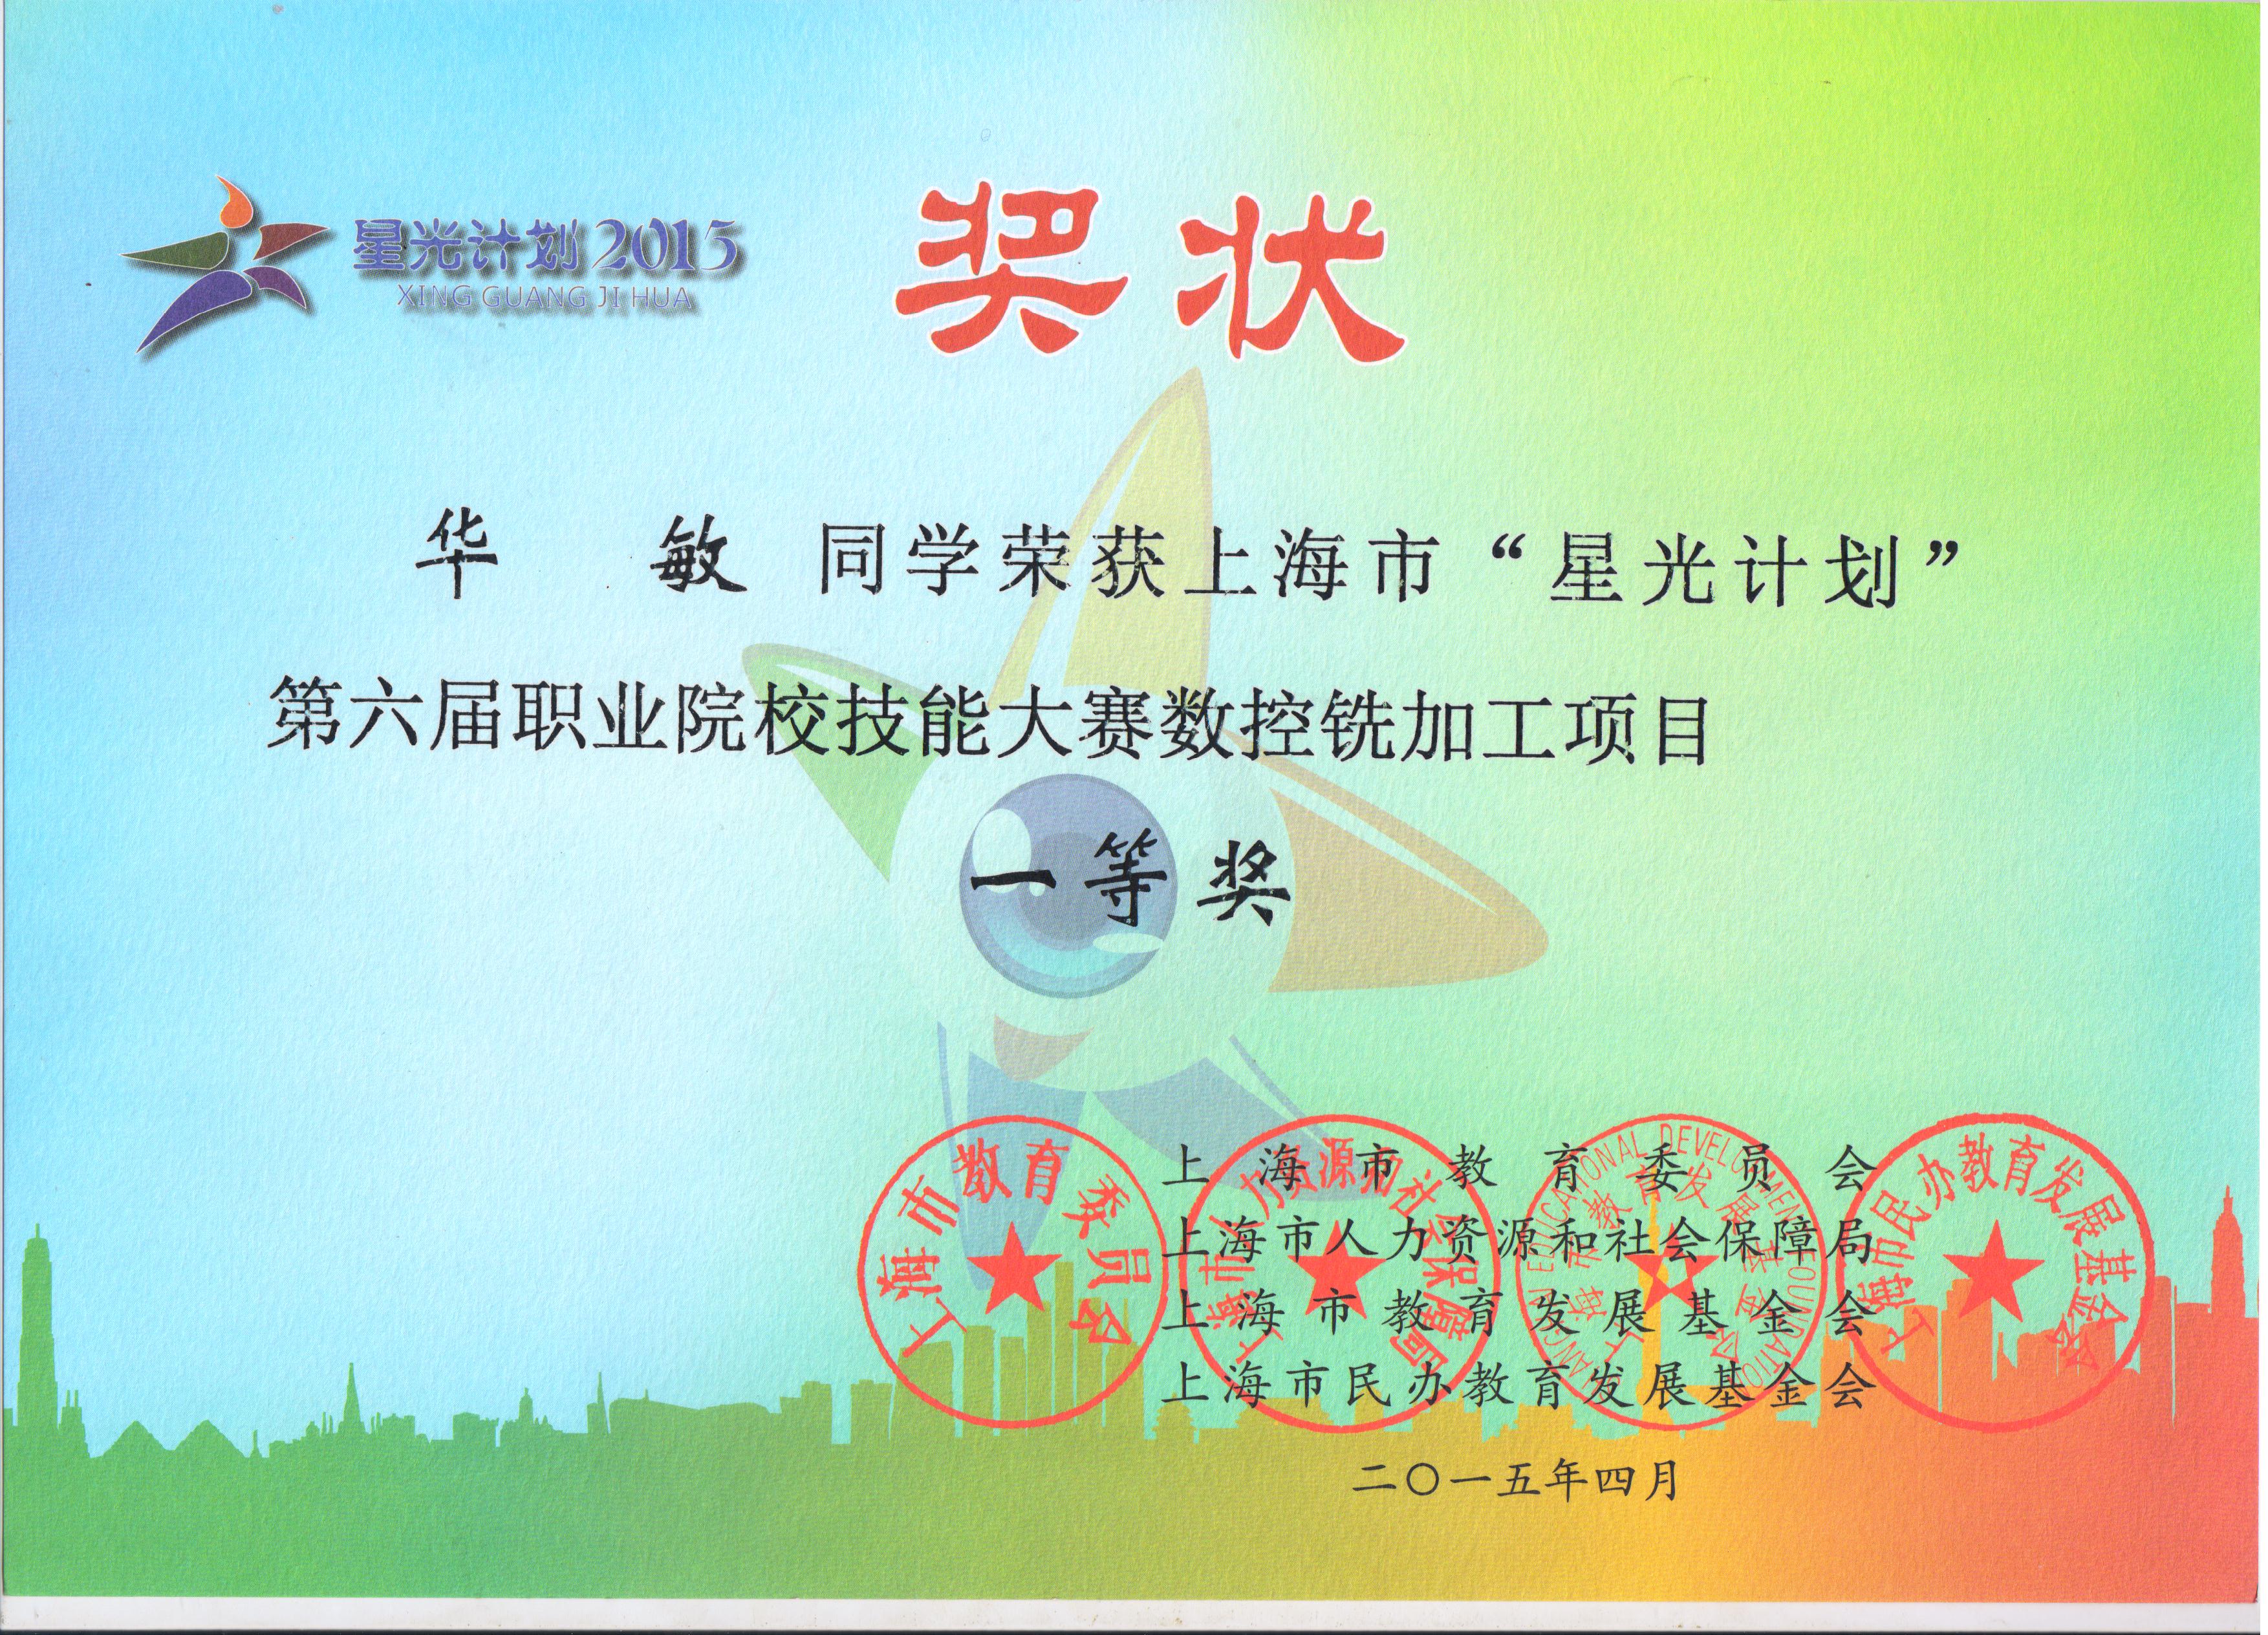 星光计划2015
XING GUANG JI HUA
奖状
华 敏 同学荣获上海市“星光计划”
第六届职业院校技能大赛数控铣加工项目
一等奖
上海市教育委员会
上海市人力资源和社会保障局
上海市教育发展基金会
上海市民办教育发展基金会
二〇一五年四月
上海市教育委员会
上海市人力资源和社会保障局
上海市教育发展基金会
SHANGHAI EDUCATIONAL DEVELOPMENT FOUNDATION
上海市民办教育发展基金会